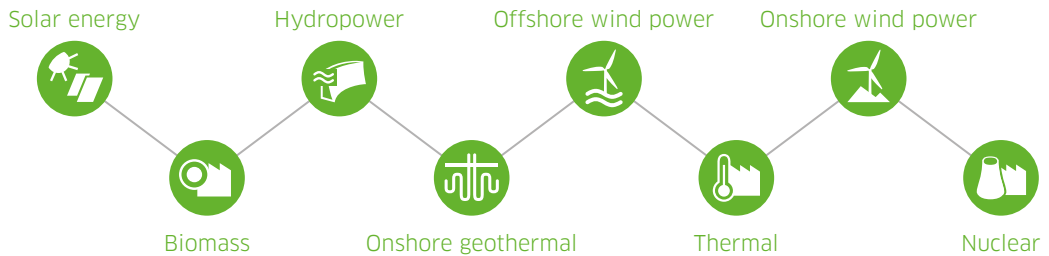 Solar energy
Hydropower
Offshore wind power
Onshore wind power
Biomass
Onshore geothermal
Thermal
Nuclear